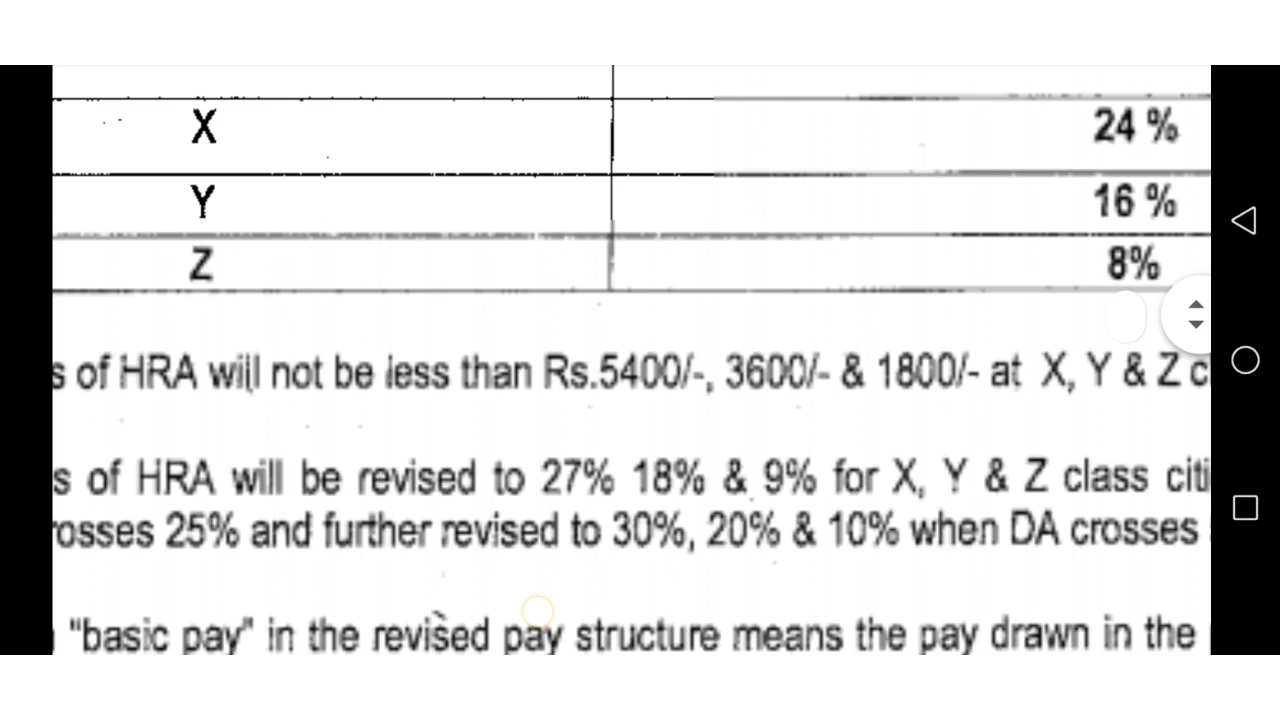 X 24 %
Y 16 %
Z 8%
of HRA will not be less than Rs.5400/-, 3600/- & 1800/- at X, Y & Z
of HRA will be revised to 27% 18% & 9% for X, Y & Z class
25% and further revised to 30%, 20% & 10% when DA crosses
"basic pay" in the revised pay structure means the pay drawn in the